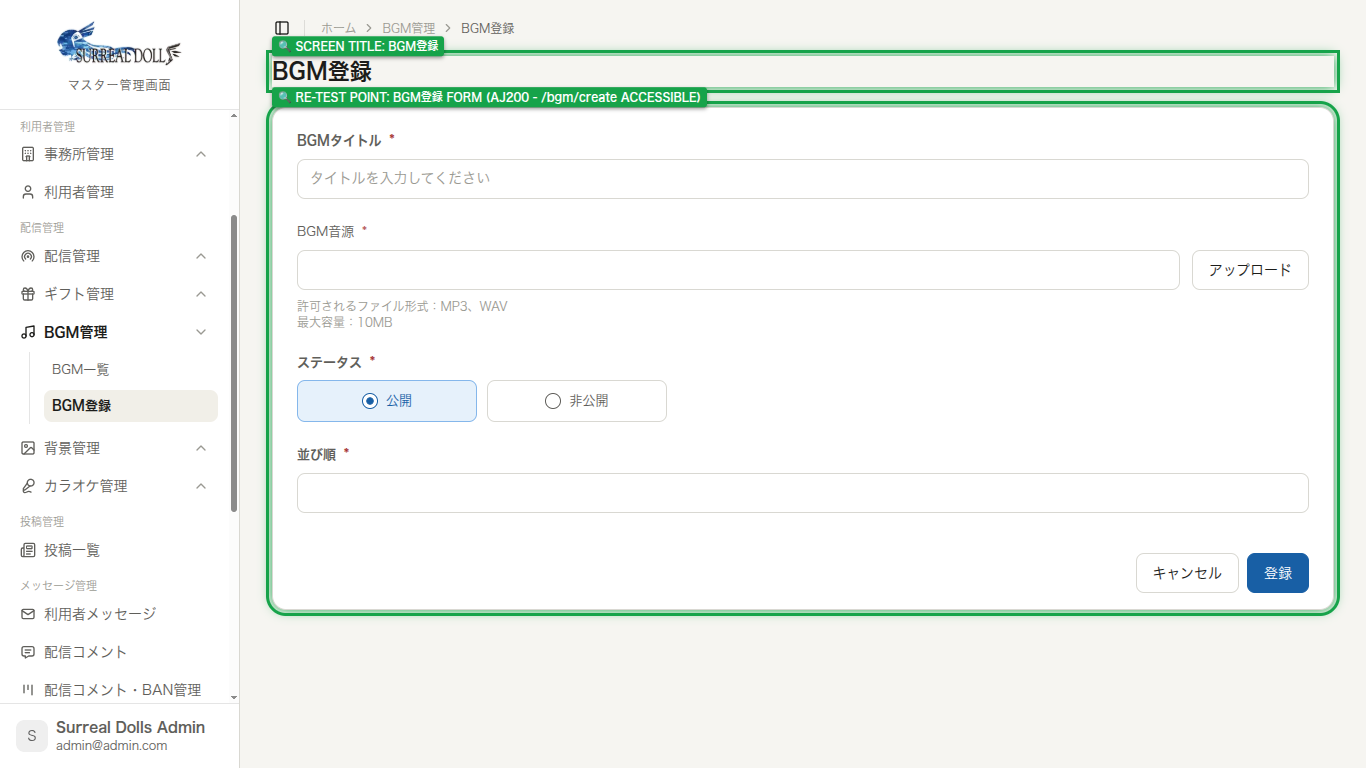 SURREAL DOLL
マスター管理画面
利用者管理
事務所管理
利用者管理
配信管理
配信管理
ギフト管理
BGM管理
BGM一覧
BGM登録
背景管理
カラオケ管理
投稿管理
投稿一覧
メッセージ管理
利用者メッセージ
配信コメント
配信コメント・BAN管理
S
Surreal Dolls Admin
admin@admin.com
ホーム > BGM管理 > BGM登録
SCREEN TITLE: BGM登録
BGM登録
RE-TEST POINT: BGM登録 FORM (AJ200 - /bgm/create ACCESSIBLE)
BGMタイトル *
タイトルを入力してください
BGM音源 *
アップロード
許可されるファイル形式：MP3、WAV
最大容量：10MB
ステータス *
公開
非公開
並び順 *
キャンセル
登録